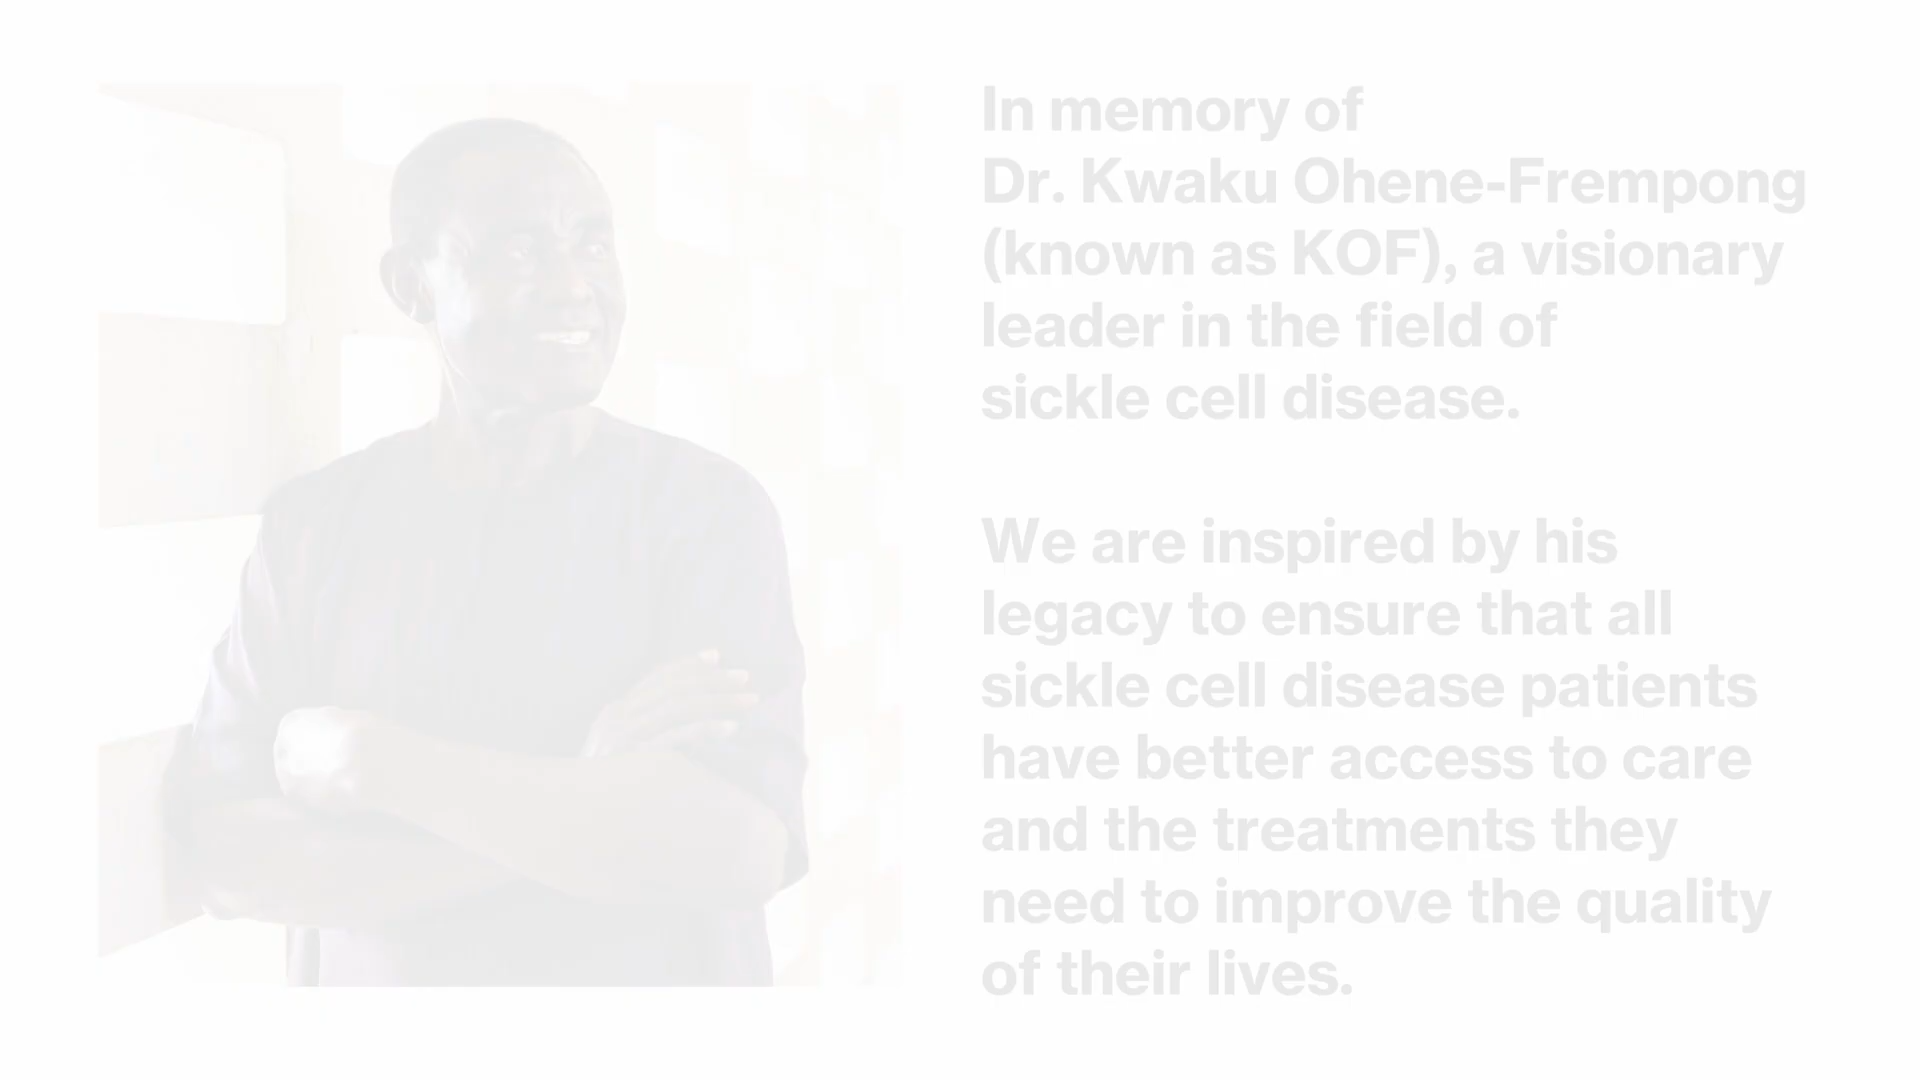 In memory of
Dr. Kwaku Ohene-Frempong
(known as KOF), a visionary
leader in the field of
sickle cell disease.
We are inspired by his
legacy to ensure that all
sickle cell disease patients
have better access to care
and the treatments they
need to improve the quality
of their lives.